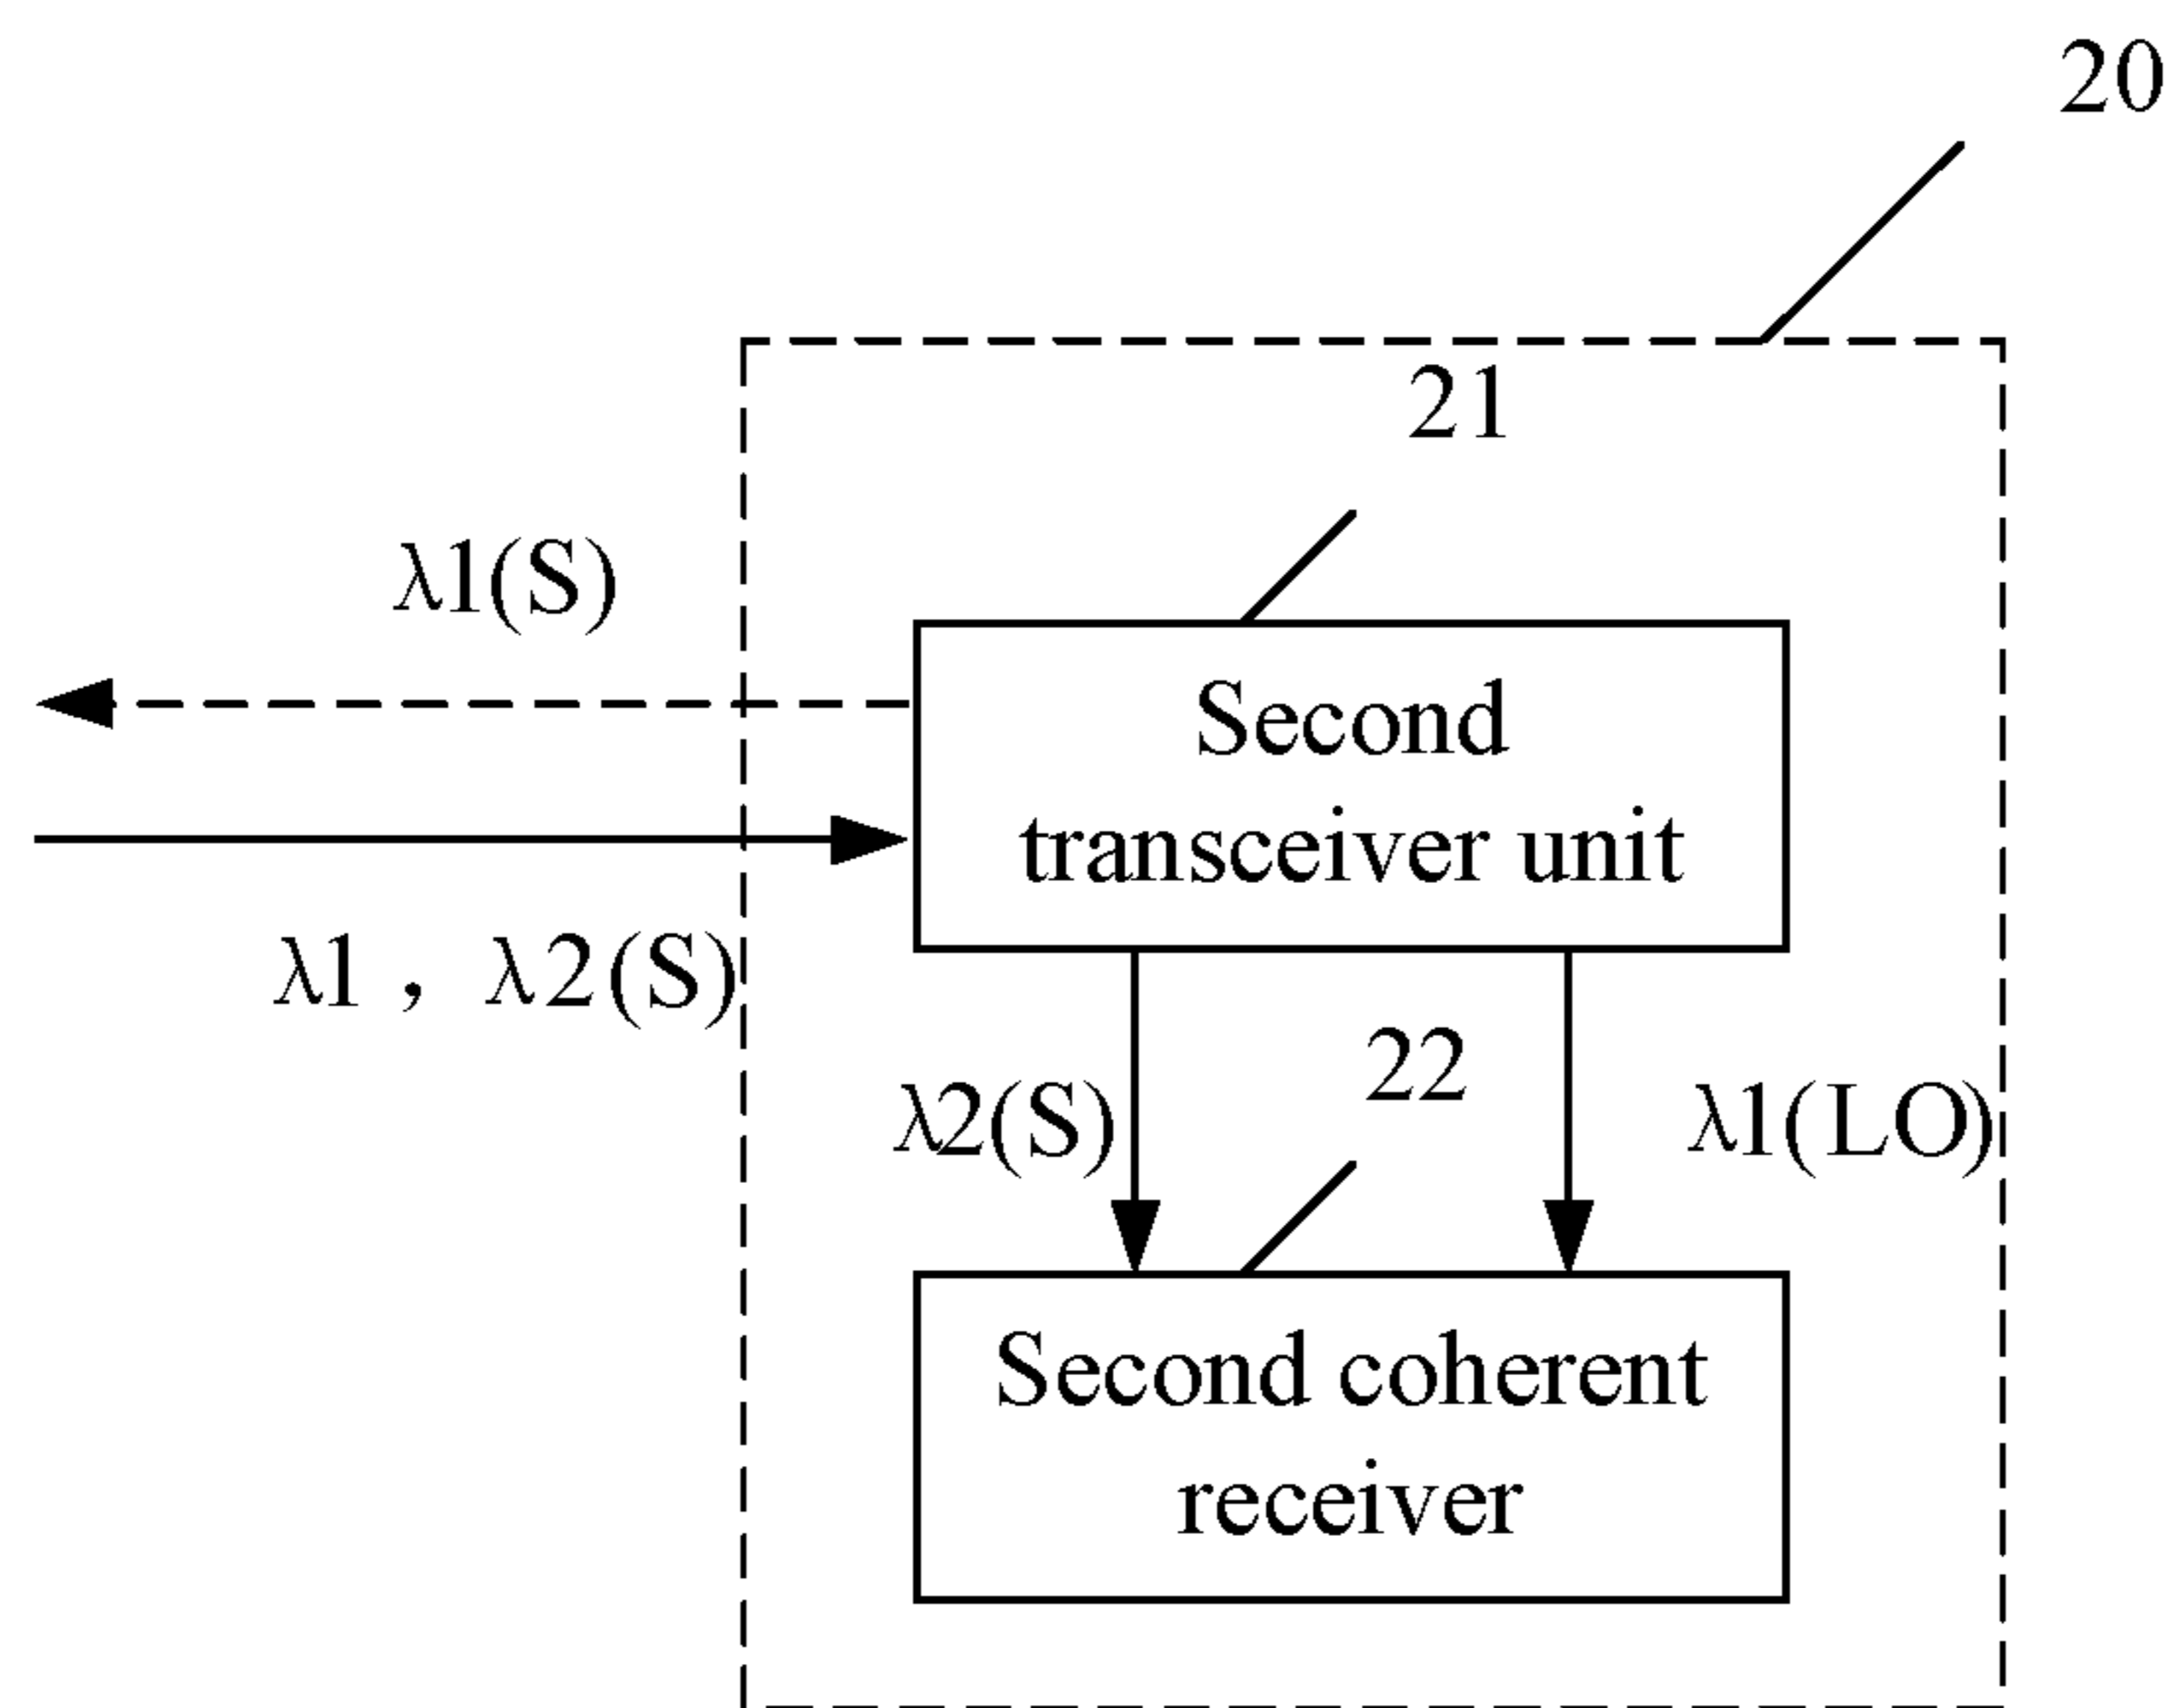 20
21
λ1(S)
Second
transceiver unit
λ1 , λ2(S)
22
λ2(S)
λ1(LO)
Second coherent
receiver